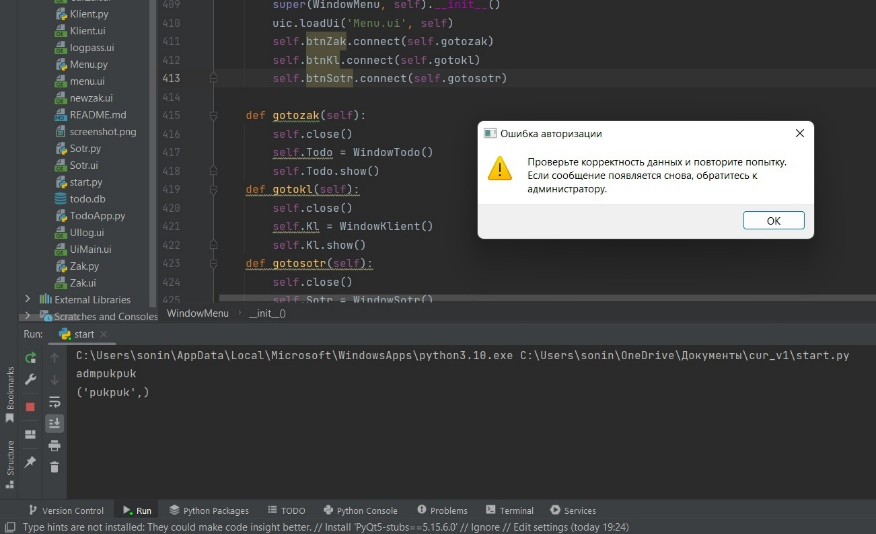 Klient.py
Klient.ui
logpass.ui
Menu.py
menu.ui
newzak.ui
README.md
screenshot.png
Sotr.py
Sotr.ui
start.py
todo.db
TodoApp.py
UIlog.ui
UiMain.ui
Zak.py
Zak.ui
External Libraries
Scratches and Consoles
409 super(WindowMenu, self).__init__()
410 uic.loadUi('Menu.ui', self)
411 self.btnZak.connect(self.gotozak)
412 self.btnKl.connect(self.gotokl)
413 self.btnSotr.connect(self.gotosotr)
414
415 def gotozak(self):
416 self.close()
417 self.Todo = WindowTodo()
418 self.Todo.show()
419 def gotokl(self):
420 self.close()
421 self.Kl = WindowKlient()
422 self.Kl.show()
423 def gotosotr(self):
424 self.close()
425 self.Sotr = WindowSotr()
WindowMenu > __init__()
Ошибка авторизации
Проверьте корректность данных и повторите попытку.
Если сообщение появляется снова, обратитесь к
администратору.
OK
Run: start
C:\Users\sonin\AppData\Local\Microsoft\WindowsApps\python3.10.exe C:\Users\sonin\OneDrive\Документы\cur_v1\start.py
admpukpuk
('pukpuk',)
Bookmarks
Structure
Version Control Run Python Packages TODO Python Console Problems Terminal Services
Type hints are not installed: They could make code insight better. // Install 'PyQt5-stubs==5.15.6.0' // Ignore // Edit settings (today 19:24)